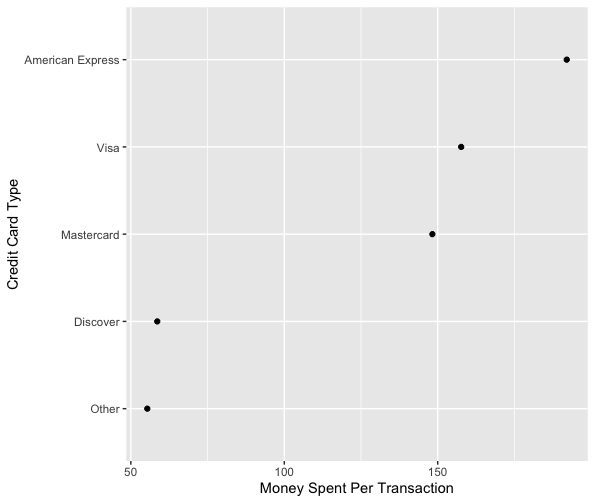 American Express
Visa
Mastercard
Discover
Other
Credit Card Type
50
100
150
Money Spent Per Transaction